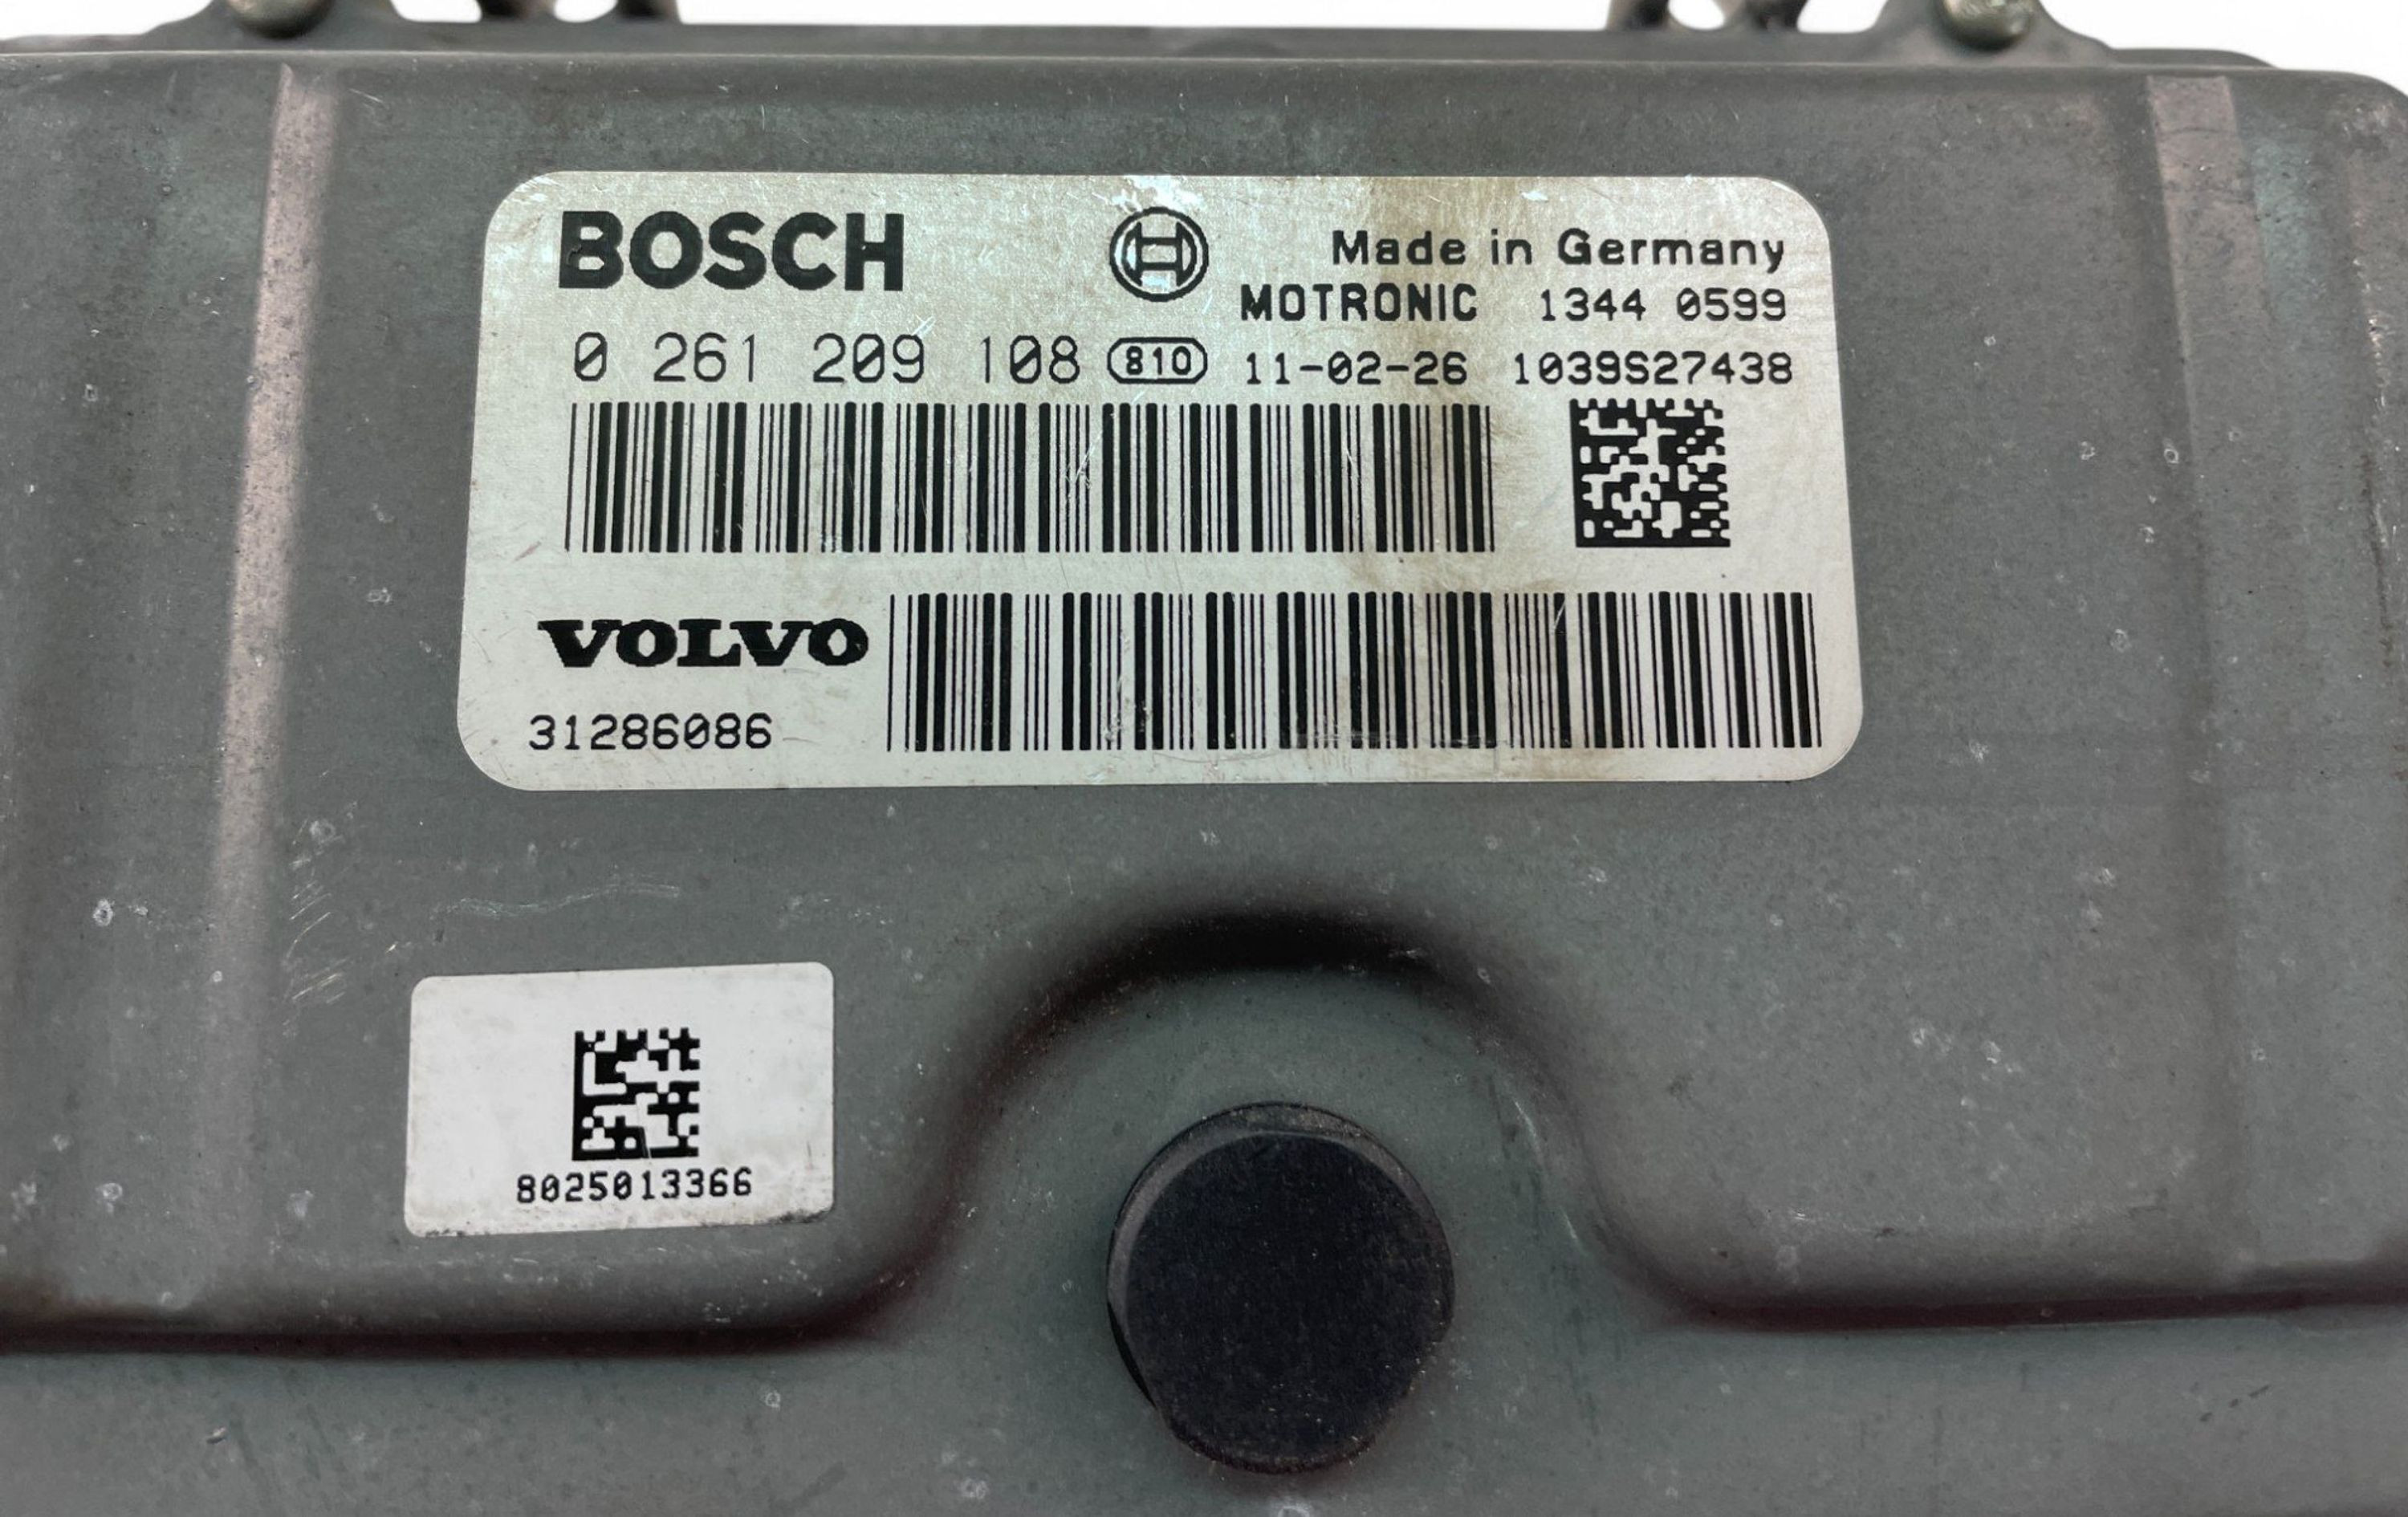 BOSCH
Made in Germany
MOTRONIC 1344 0599
0 261 209 108 810 11-02-26 1039S27438
VOLVO
31286086
8025013366